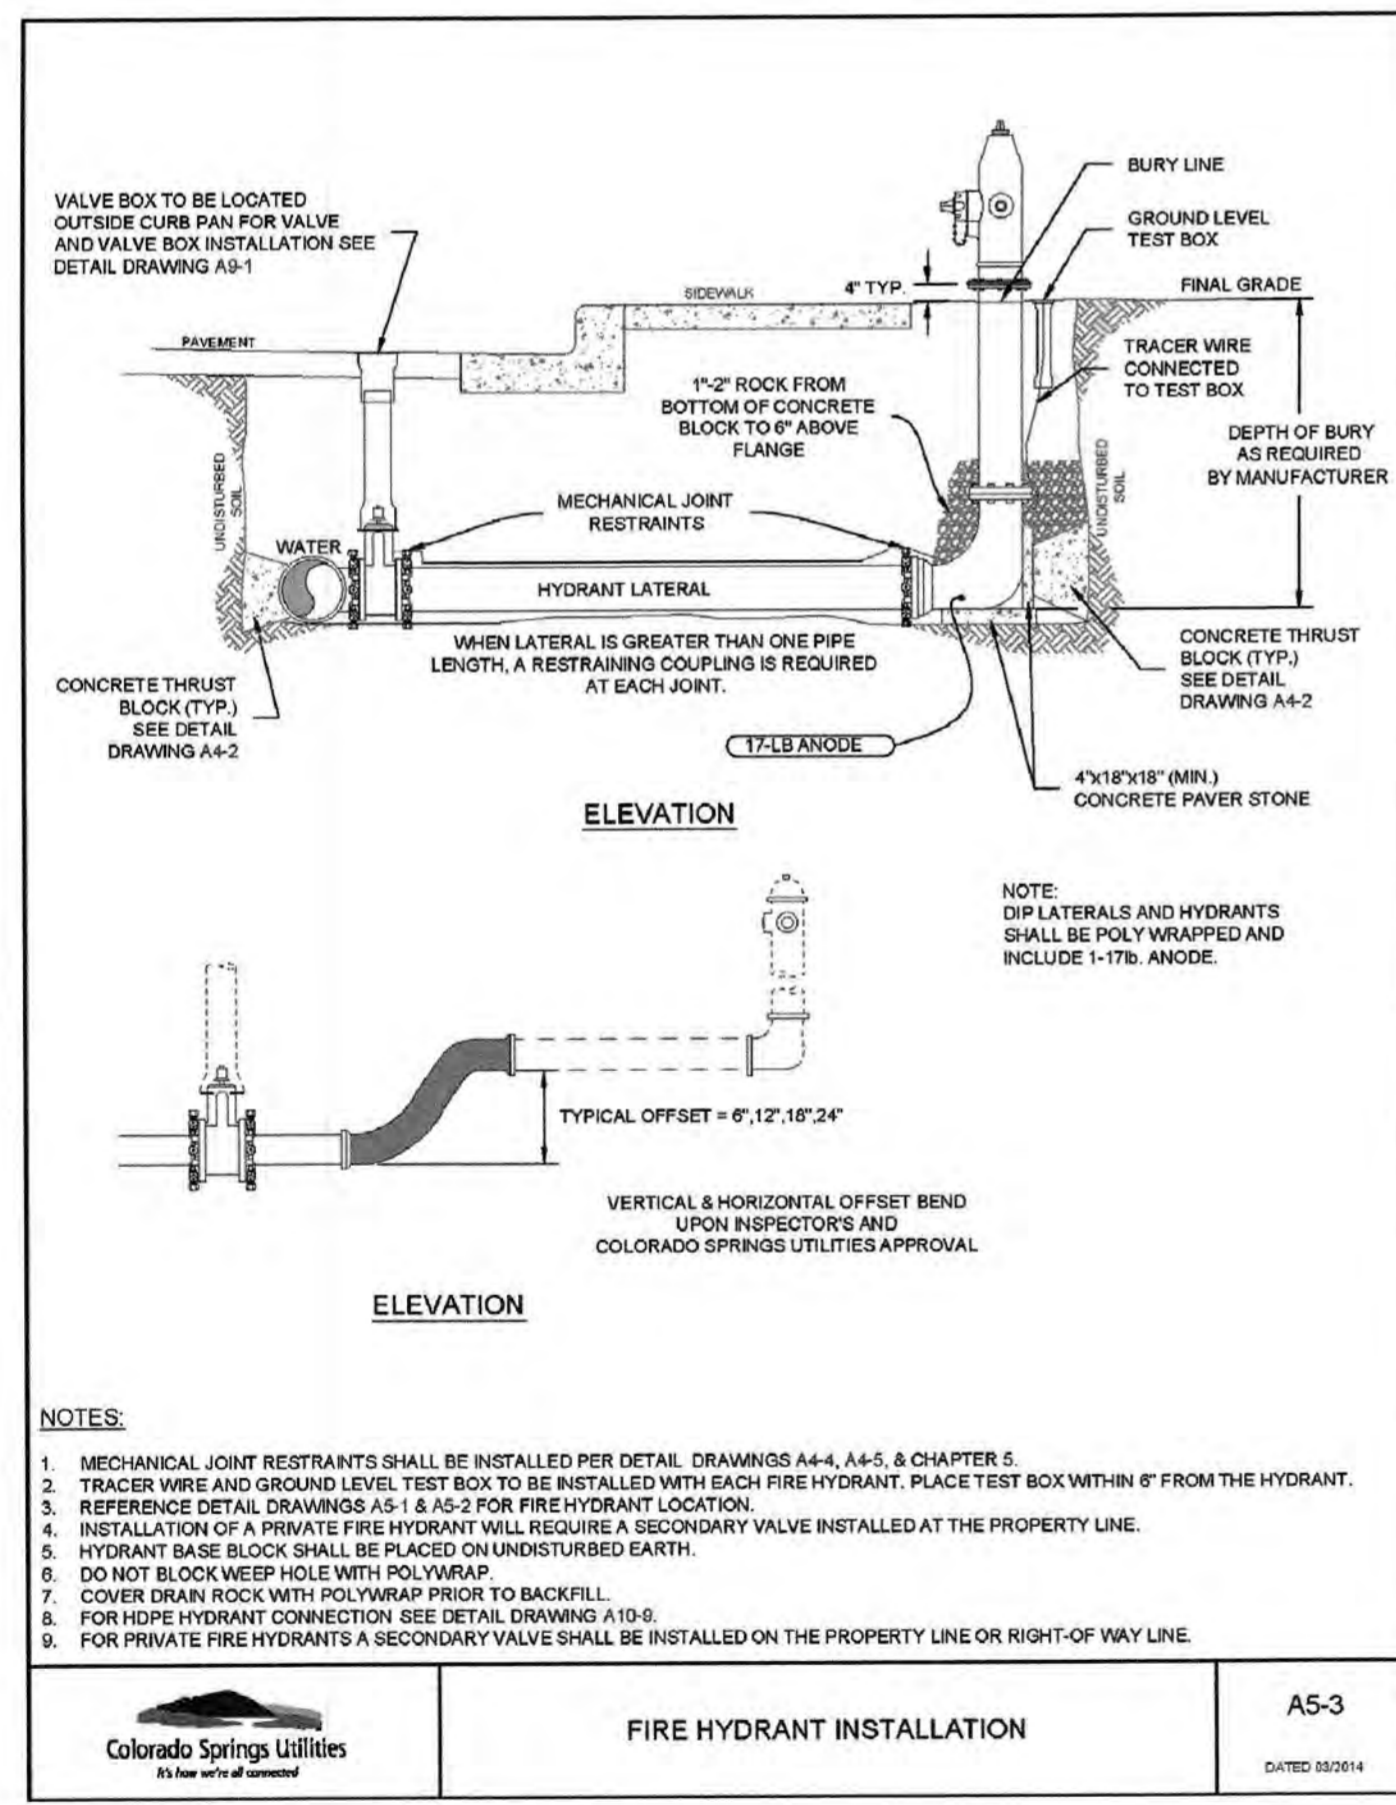 VALVE BOX TO BE LOCATED
OUTSIDE CURB PAN FOR VALVE
AND VALVE BOX INSTALLATION SEE
DETAIL DRAWING A9-1
BURY LINE
GROUND LEVEL
TEST BOX
4" TYP.
SIDEWALK
FINAL GRADE
PAVEMENT
TRACER WIRE
CONNECTED
TO TEST BOX
1"-2" ROCK FROM
BOTTOM OF CONCRETE
BLOCK TO 6" ABOVE
FLANGE
DEPTH OF BURY
AS REQUIRED
BY MANUFACTURER
UNDISTURBED
SOIL
UNDISTURBED
SOIL
MECHANICAL JOINT
RESTRAINTS
WATER
HYDRANT LATERAL
WHEN LATERAL IS GREATER THAN ONE PIPE
LENGTH, A RESTRAINING COUPLING IS REQUIRED
AT EACH JOINT.
CONCRETE THRUST
BLOCK (TYP.)
SEE DETAIL
DRAWING A4-2
CONCRETE THRUST
BLOCK (TYP.)
SEE DETAIL
DRAWING A4-2
17-LB ANODE
4"x18"x18" (MIN.)
CONCRETE PAVER STONE
ELEVATION
NOTE:
DIP LATERALS AND HYDRANTS
SHALL BE POLY WRAPPED AND
INCLUDE 1-17lb. ANODE.
TYPICAL OFFSET = 6",12",18",24"
VERTICAL & HORIZONTAL OFFSET BEND
UPON INSPECTOR'S AND
COLORADO SPRINGS UTILITIES APPROVAL
ELEVATION
NOTES:
1. MECHANICAL JOINT RESTRAINTS SHALL BE INSTALLED PER DETAIL DRAWINGS A4-4, A4-5, & CHAPTER 5.
2. TRACER WIRE AND GROUND LEVEL TEST BOX TO BE INSTALLED WITH EACH FIRE HYDRANT. PLACE TEST BOX WITHIN 6" FROM THE HYDRANT.
3. REFERENCE DETAIL DRAWINGS A5-1 & A5-2 FOR FIRE HYDRANT LOCATION.
4. INSTALLATION OF A PRIVATE FIRE HYDRANT WILL REQUIRE A SECONDARY VALVE INSTALLED AT THE PROPERTY LINE.
5. HYDRANT BASE BLOCK SHALL BE PLACED ON UNDISTURBED EARTH.
6. DO NOT BLOCK WEEP HOLE WITH POLYWRAP.
7. COVER DRAIN ROCK WITH POLYWRAP PRIOR TO BACKFILL.
8. FOR HDPE HYDRANT CONNECTION SEE DETAIL DRAWING A10-9.
9. FOR PRIVATE FIRE HYDRANTS A SECONDARY VALVE SHALL BE INSTALLED ON THE PROPERTY LINE OR RIGHT-OF WAY LINE.
Colorado Springs Utilities
It's how we're all connected
FIRE HYDRANT INSTALLATION
A5-3
DATED 03/2014